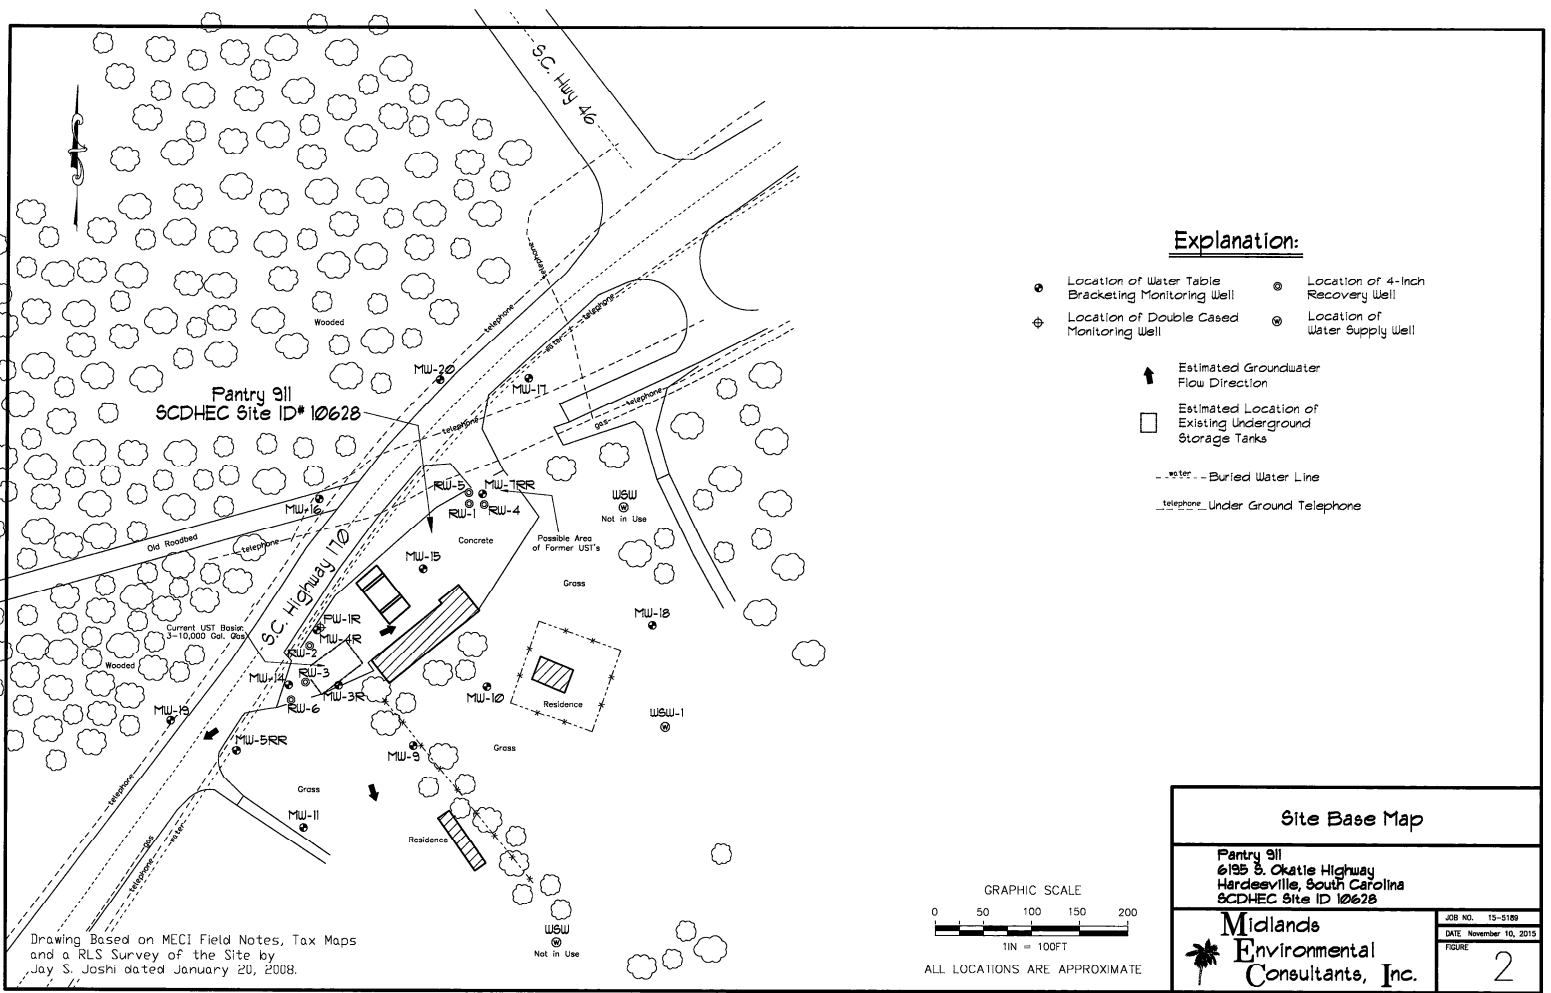 S.C. Hwy 46
telephone
telephone
telephone
water
Wooded
MW-20
MW-17
Pantry 911
SCDHEC Site ID# 10628
telephone
telephone
gas
MW-16
RW-5
MW-7RR
RW-1
RW-4
WSW
Not in Use
Old Roadbed
telephone
Concrete
Possible Area
of Former UST's
S.C. Highway 170
MW-15
Grass
MW-18
Current UST Basin:
3-10,000 Gal. Gas
PW-1R
MW-4R
RW-2
Wooded
MW-14
RW-3
MW-3R
RW-6
MW-10
Residence
WSW-1
MW-19
MW-5RR
MW-9
Grass
Grass
telephone
MW-11
gas
water
telephone
Residence
WSW
Not in Use
Drawing Based on MECI Field Notes, Tax Maps
and a RLS Survey of the Site by
Jay S. Joshi dated January 20, 2008.
Explanation:
Location of Water Table
Bracketing Monitoring Well
Location of 4-Inch
Recovery Well
Location of Double Cased
Monitoring Well
Location of
Water Supply Well
W
Estimated Groundwater
Flow Direction
Estimated Location of
Existing Underground
Storage Tanks
water Buried Water Line
telephone Under Ground Telephone
GRAPHIC SCALE
0 50 100 150 200
1IN = 100FT
ALL LOCATIONS ARE APPROXIMATE
Site Base Map
Pantry 911
6195 S. Okatie Highway
Hardeeville, South Carolina
SCDHEC Site ID 10628
Midlands
Environmental
Consultants, Inc.
JOB NO. 15-5189
DATE November 10, 2015
FIGURE
2